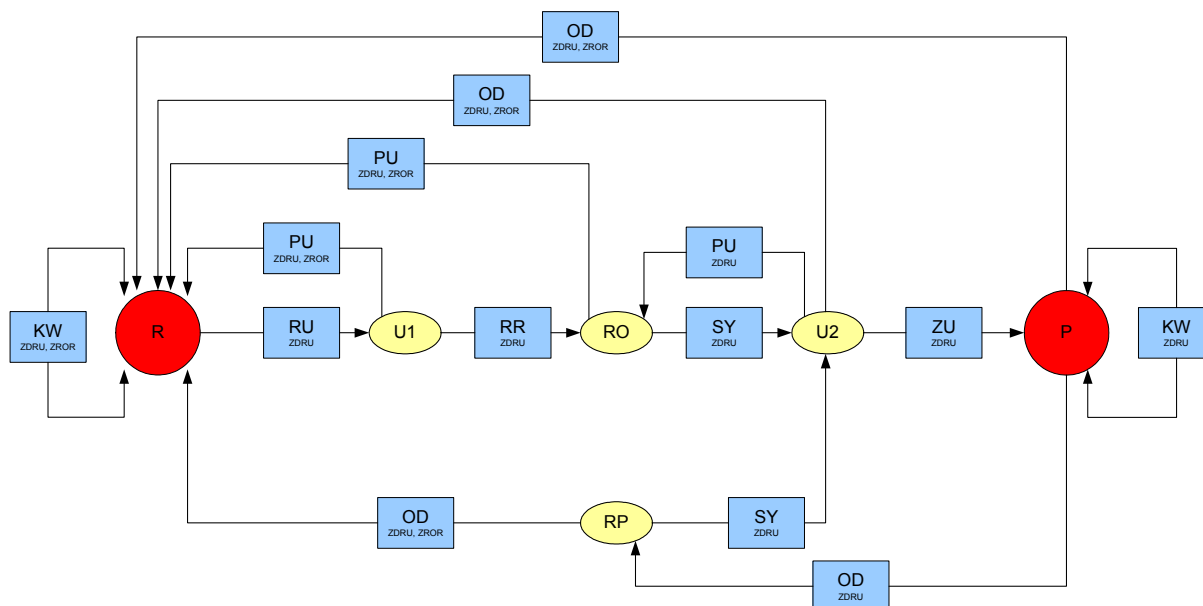 OD
ZDRU, ZROR
OD
ZDRU, ZROR
PU
ZDRU, ZROR
PU
ZDRU, ZROR
PU
ZDRU
KW
ZDRU, ZROR
R
RU
ZDRU
U1
RR
ZDRU
RO
SY
ZDRU
U2
ZU
ZDRU
P
KW
ZDRU
OD
ZDRU, ZROR
RP
SY
ZDRU
OD
ZDRU